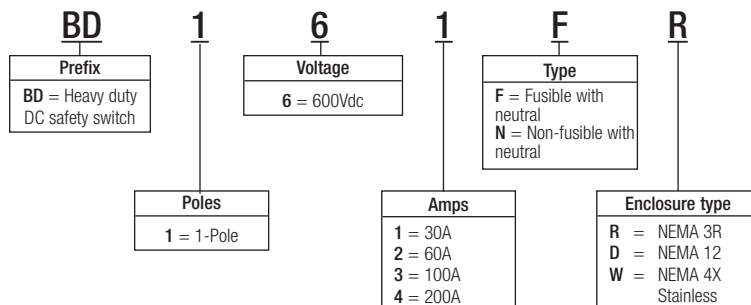 BD 1 6 1 F R
Prefix
BD = Heavy duty
DC safety switch
Voltage
6 = 600Vdc
Type
F = Fusible with
neutral
N = Non-fusible with
neutral
Poles
1 = 1-Pole
Amps
1 = 30A
2 = 60A
3 = 100A
4 = 200A
Enclosure type
R = NEMA 3R
D = NEMA 12
W = NEMA 4X
Stainless